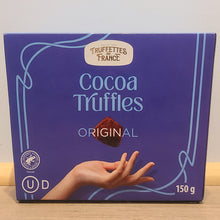 TRUFFETTES
DE FRANCE
Cocoa
Truffles
ORIGINAL
U D
150 g